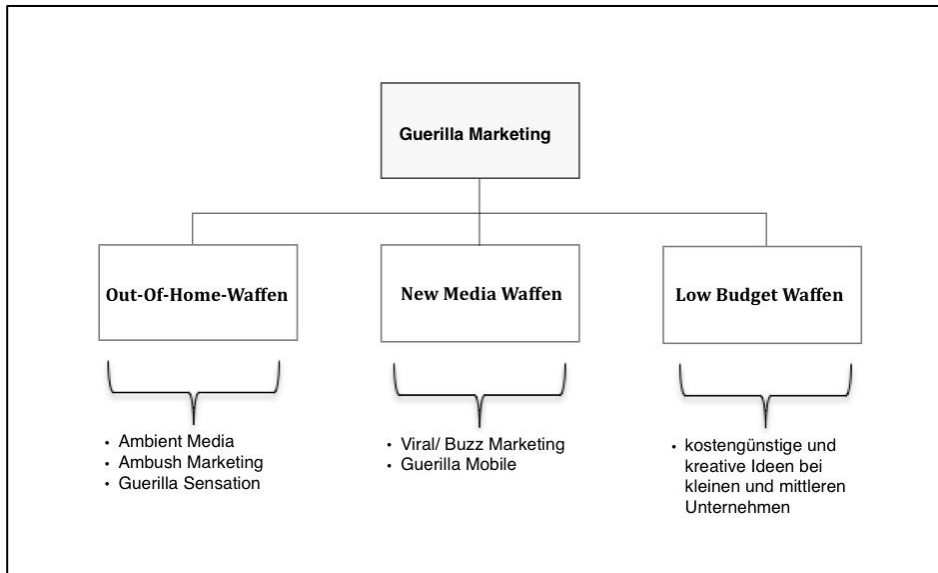 Guerilla Marketing
Out-Of-Home-Waffen
New Media Waffen
Low Budget Waffen
• Ambient Media
• Ambush Marketing
• Guerilla Sensation
• Viral/ Buzz Marketing
• Guerilla Mobile
• kostengünstige und
kreative Ideen bei
kleinen und mittleren
Unternehmen